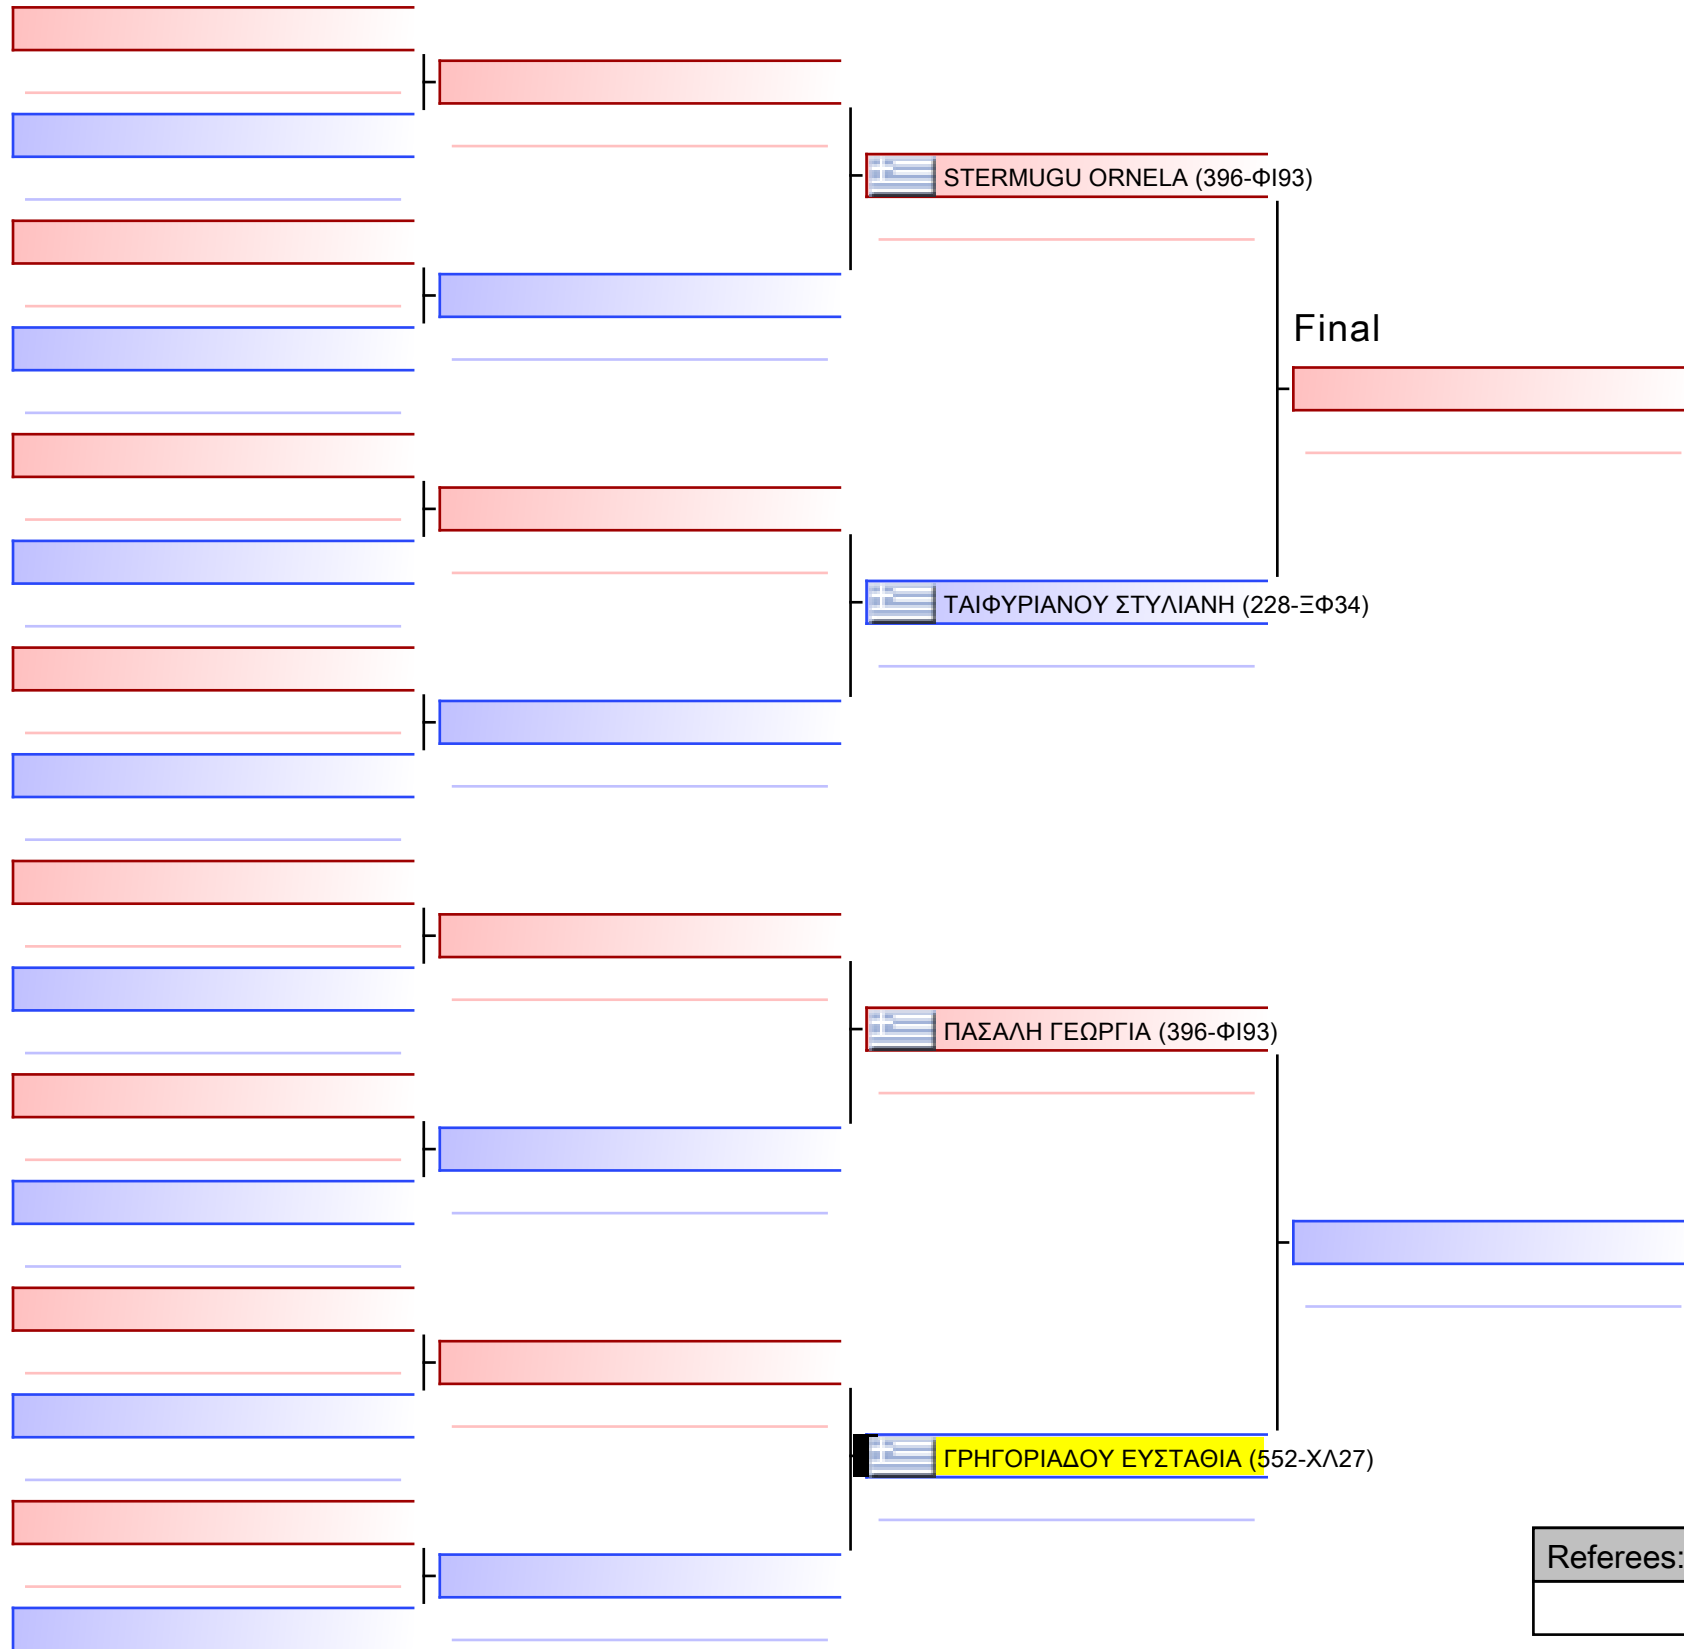 STERMUGU ORNELA (396-ΦΙ93)
Final
ΤΑΙΦΥΡΙΑΝΟΥ ΣΤΥΛΙΑΝΗ (228-ΞΦ34)
ΠΑΣΑΛΗ ΓΕΩΡΓΙΑ (396-ΦΙ93)
ΓΡΗΓΟΡΙΑΔΟΥ ΕΥΣΤΑΘΙΑ (552-ΧΛ27)
Referees: